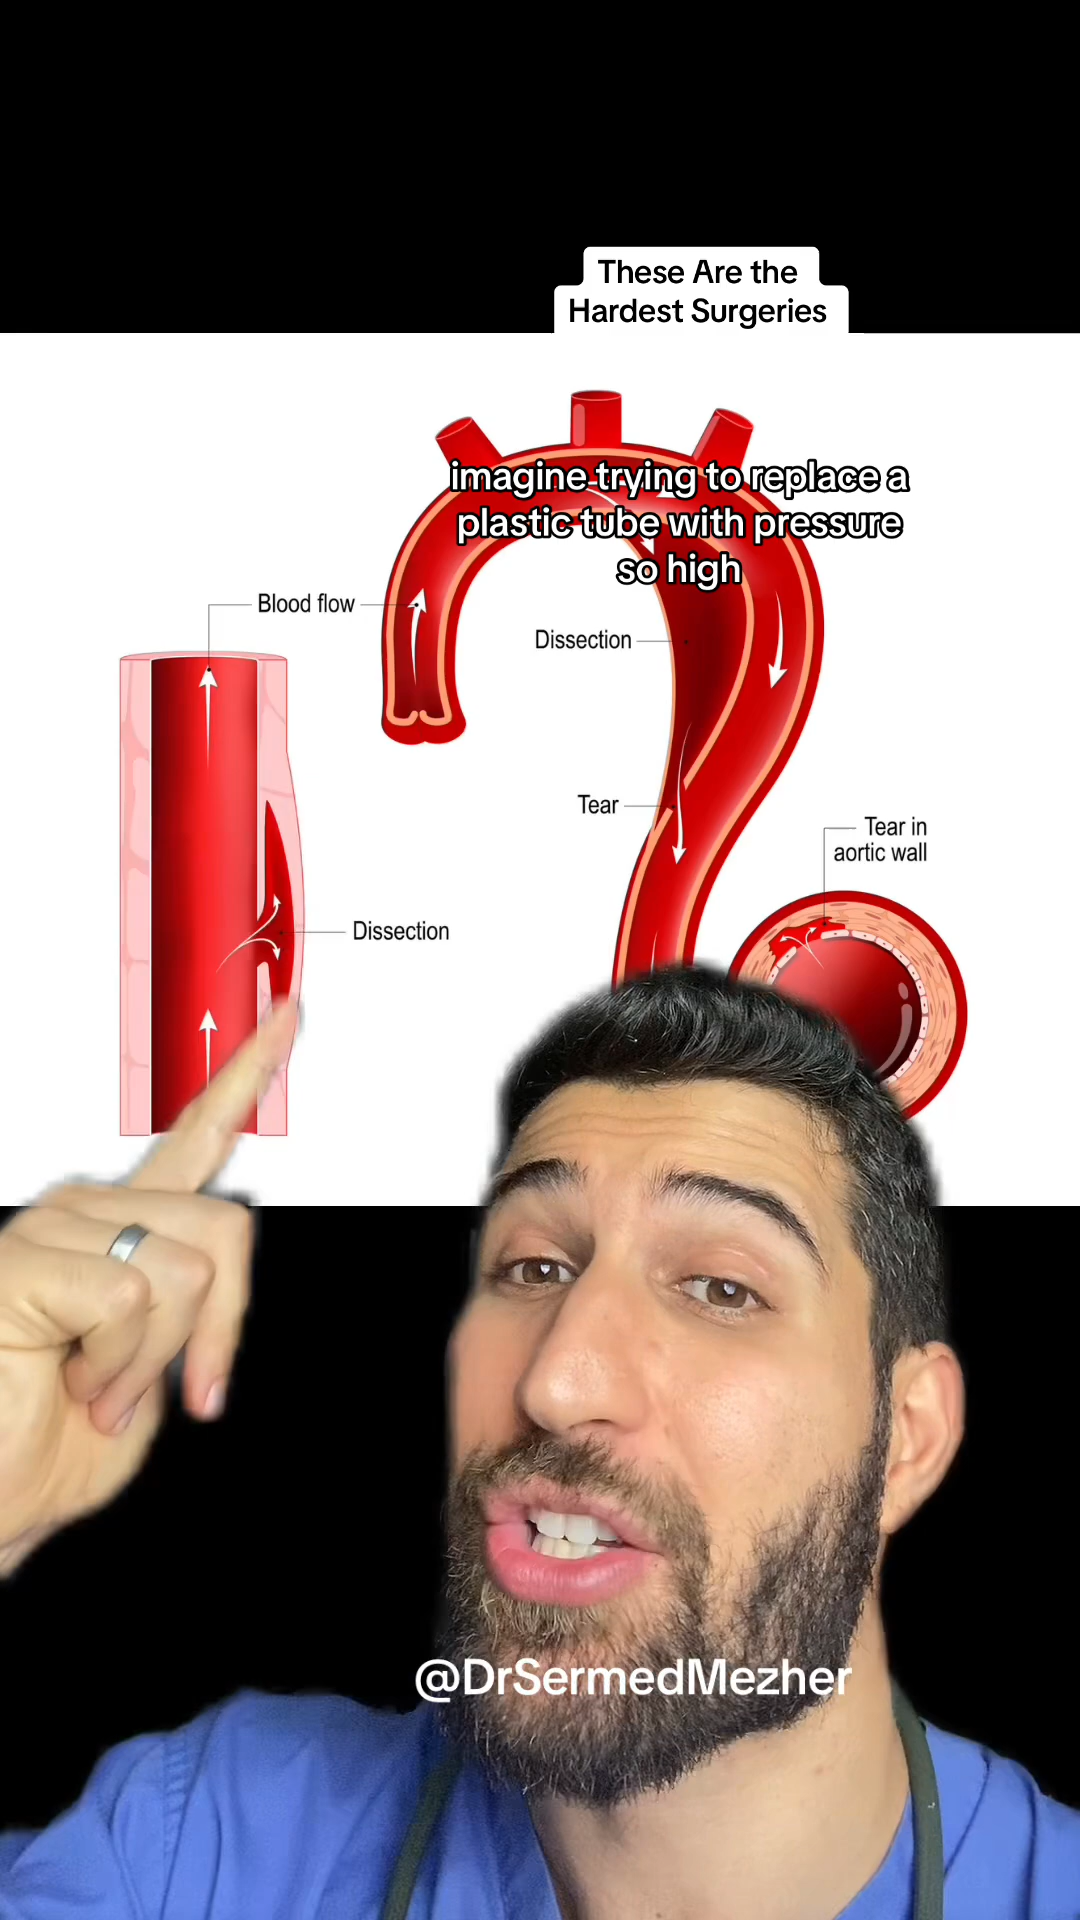 These Are the
Hardest Surgeries
imagine trying to replace a
plastic tube with pressure
so high
Blood flow
Dissection
Tear
Tear in
aortic wall
Dissection
@DrSermedMezher